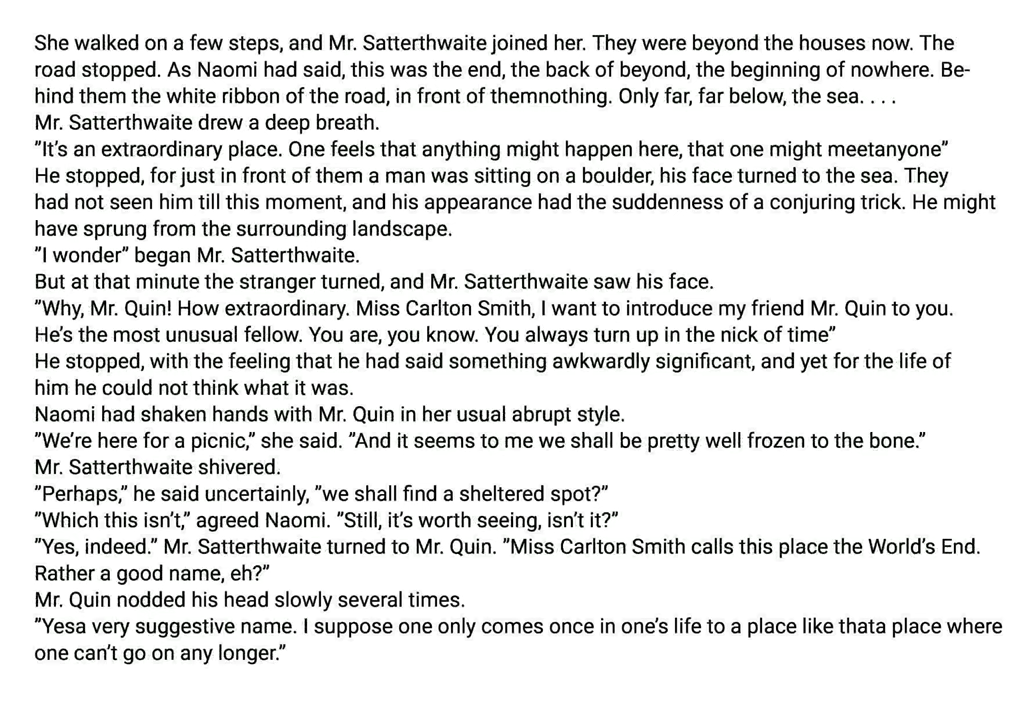 She walked on a few steps, and Mr. Satterthwaite joined her. They were beyond the houses now. The
road stopped. As Naomi had said, this was the end, the back of beyond, the beginning of nowhere. Be-
hind them the white ribbon of the road, in front of themnothing. Only far, far below, the sea. . . .
Mr. Satterthwaite drew a deep breath.
”It’s an extraordinary place. One feels that anything might happen here, that one might meetanyone”
He stopped, for just in front of them a man was sitting on a boulder, his face turned to the sea. They
had not seen him till this moment, and his appearance had the suddenness of a conjuring trick. He might
have sprung from the surrounding landscape.
”I wonder” began Mr. Satterthwaite.
But at that minute the stranger turned, and Mr. Satterthwaite saw his face.
”Why, Mr. Quin! How extraordinary. Miss Carlton Smith, I want to introduce my friend Mr. Quin to you.
He’s the most unusual fellow. You are, you know. You always turn up in the nick of time”
He stopped, with the feeling that he had said something awkwardly significant, and yet for the life of
him he could not think what it was.
Naomi had shaken hands with Mr. Quin in her usual abrupt style.
”We’re here for a picnic,” she said. ”And it seems to me we shall be pretty well frozen to the bone.”
Mr. Satterthwaite shivered.
”Perhaps,” he said uncertainly, ”we shall find a sheltered spot?”
”Which this isn’t,” agreed Naomi. ”Still, it’s worth seeing, isn’t it?”
”Yes, indeed.” Mr. Satterthwaite turned to Mr. Quin. ”Miss Carlton Smith calls this place the World’s End.
Rather a good name, eh?”
Mr. Quin nodded his head slowly several times.
”Yesa very suggestive name. I suppose one only comes once in one’s life to a place like thata place where
one can’t go on any longer.”